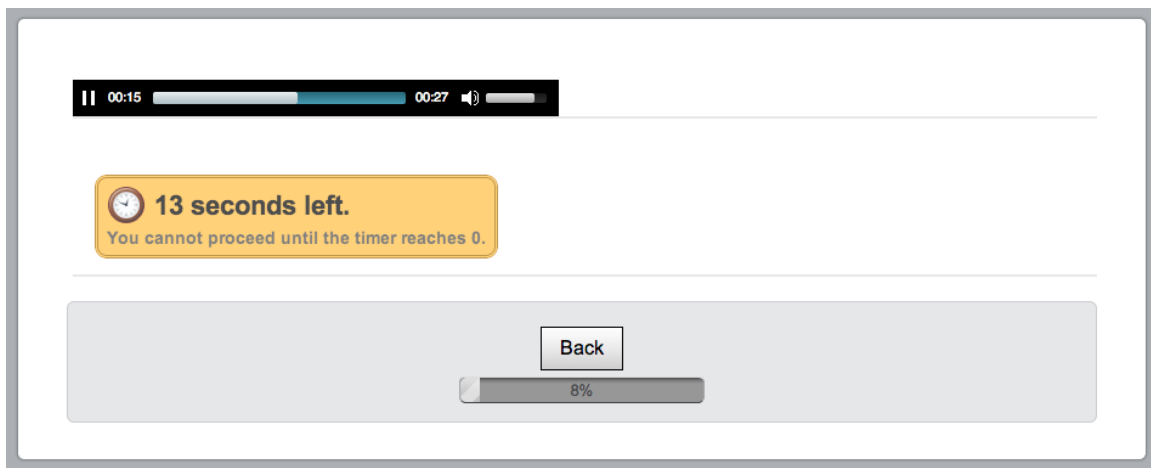 00:15 00:27
13 seconds left.
You cannot proceed until the timer reaches 0.
Back
8%